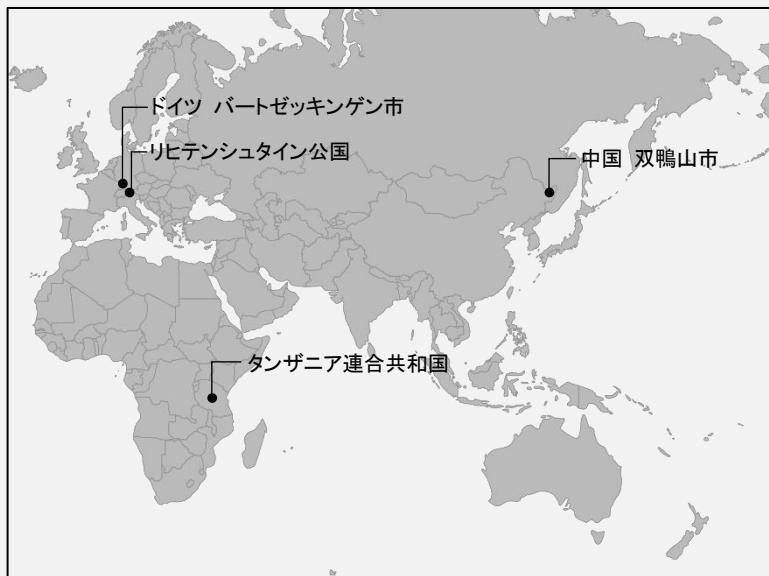 ドイツ バートゼッキンゲン市
リヒテンシュタイン公国
中国 双鴨山市
タンザニア連合共和国